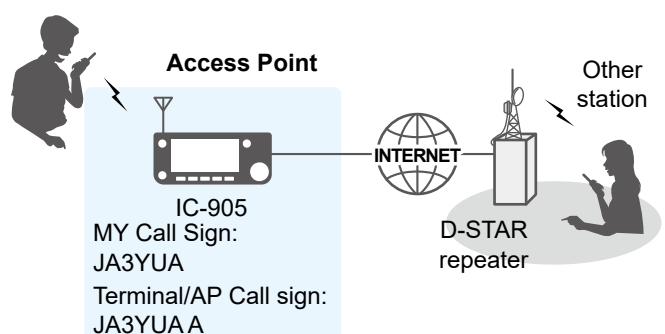 Access Point
Other
station
INTERNET
IC-905
MY Call Sign:
JA3YUA
Terminal/AP Call sign:
JA3YUA A
D-STAR
repeater